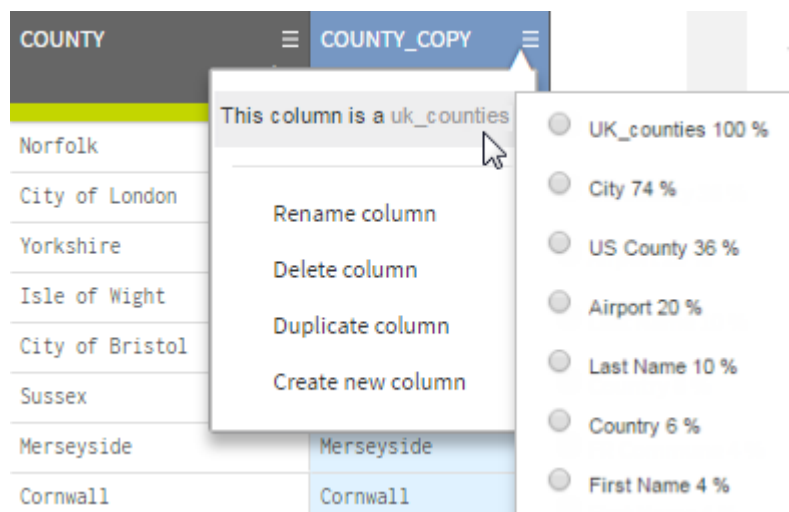 COUNTY
COUNTY_COPY
This column is a uk_counties
Norfolk
City of London
Yorkshire
Isle of Wight
City of Bristol
Sussex
Merseyside
Cornwall
Rename column
Delete column
Duplicate column
Create new column
Merseyside
Cornwall
UK_counties 100 %
City 74 %
US County 36 %
Airport 20 %
Last Name 10 %
Country 6 %
First Name 4 %